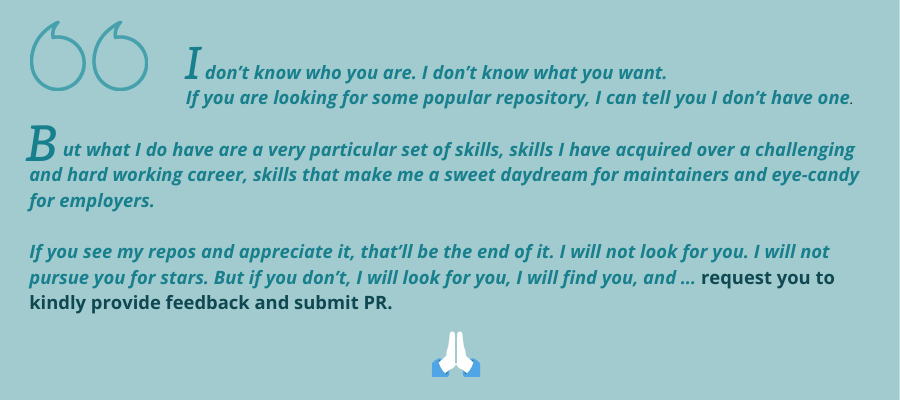 I don’t know who you are. I don’t know what you want.
If you are looking for some popular repository, I can tell you I don’t have one.
But what I do have are a very particular set of skills, skills I have acquired over a challenging
and hard working career, skills that make me a sweet daydream for maintainers and eye-candy
for employers.
If you see my repos and appreciate it, that’ll be the end of it. I will not look for you. I will not
pursue you for stars. But if you don’t, I will look for you, I will find you, and ... request you to
kindly provide feedback and submit PR.